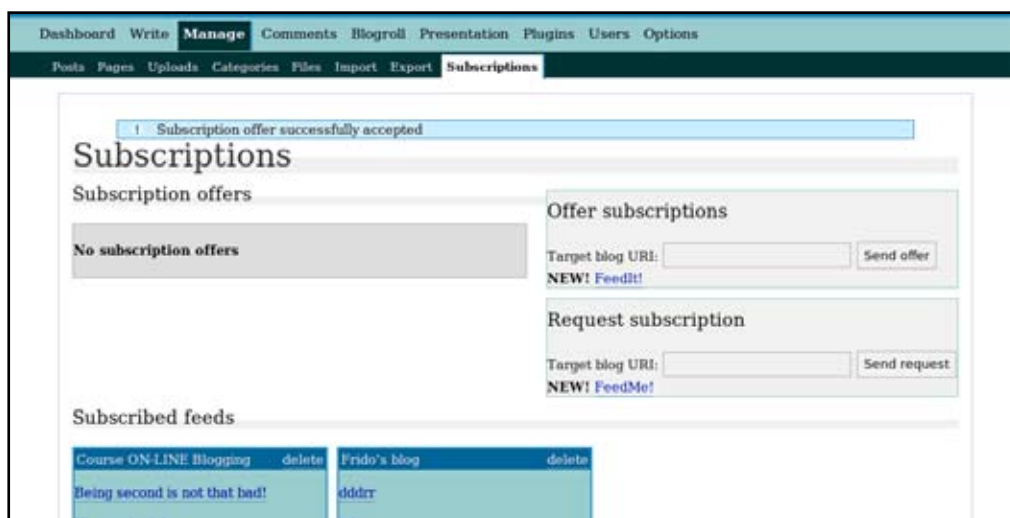 Dashboard Write Manage Comments Blogroll Presentation Plugins Users Options
Posts Pages Uploads Categories Files Import Export Subscriptions
! Subscription offer successfully accepted
Subscriptions
Subscription offers
No subscription offers
Offer subscriptions
Target blog URI: Send offer
NEW! FeedIt!
Request subscription
Target blog URI: Send request
NEW! FeedMe!
Subscribed feeds
Course ON-LINE Blogging delete
Being second is not that bad!
Frido's blog delete
dddrr